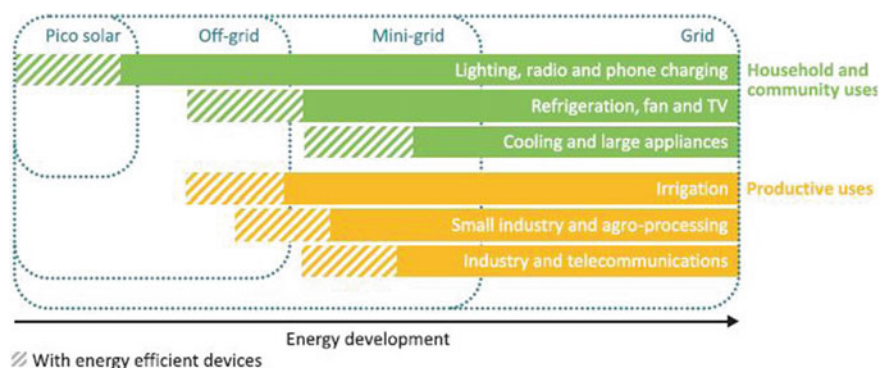 Pico solar Off-grid Mini-grid Grid
Lighting, radio and phone charging
Household and
community uses
Refrigeration, fan and TV
Cooling and large appliances
Irrigation
Productive uses
Small industry and agro-processing
Industry and telecommunications
Energy development
With energy efficient devices